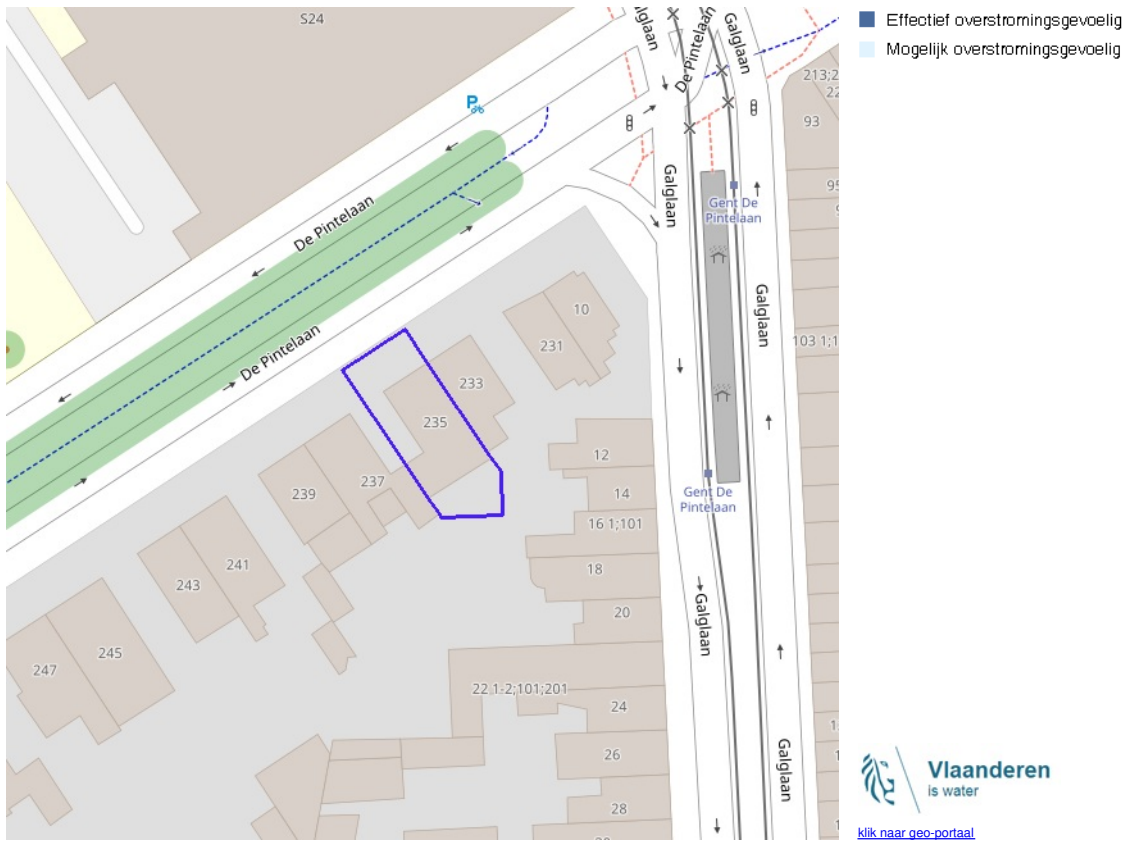 S24
Galglaan
De Pintelaan
Galglaan
Effectief overstromingsgevoelig
Mogelijk overstromingsgevoelig
P
213;2
22
93
95
Galglaan
Gent De
Pintelaan
De Pintelaan
De Pintelaan
Galglaan
10
231
103 1;1
233
235
12
237
239
14
Gent De
Pintelaan
16 1;101
241
243
18
20
Galglaan
245
247
22 1-2;101;201
24
26
Galglaan
28
Vlaanderen
is water
klik naar geo-portaal